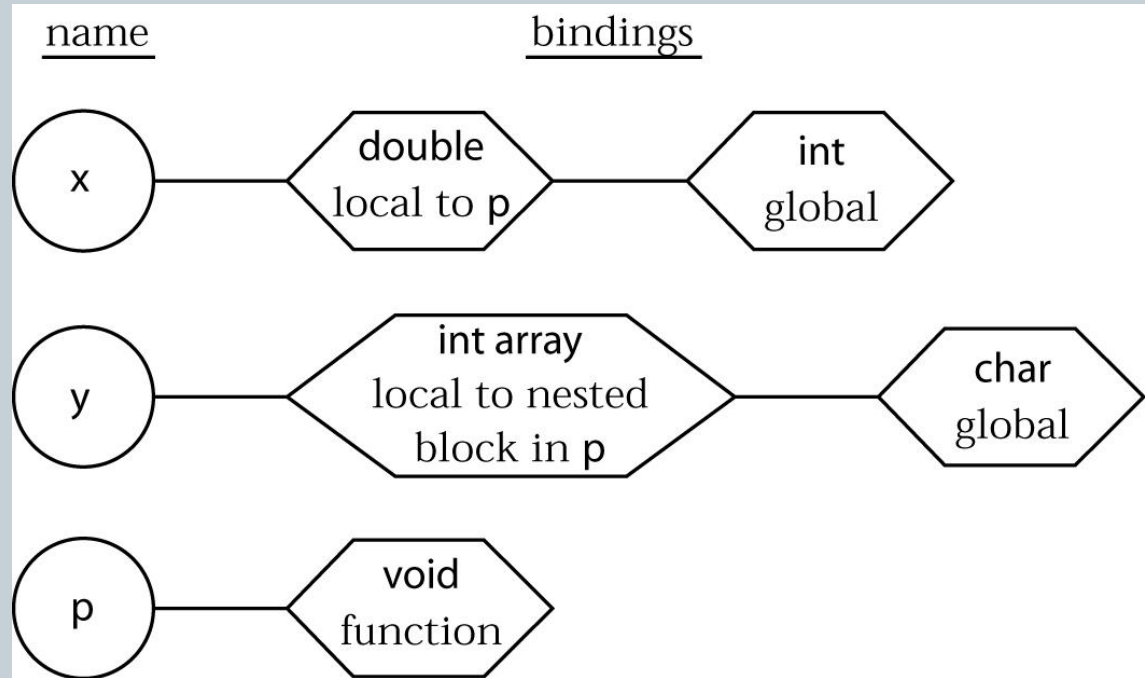 name bindings
x
double
local to p
int
global
y
int array
local to nested
block in p
char
global
p
void
function